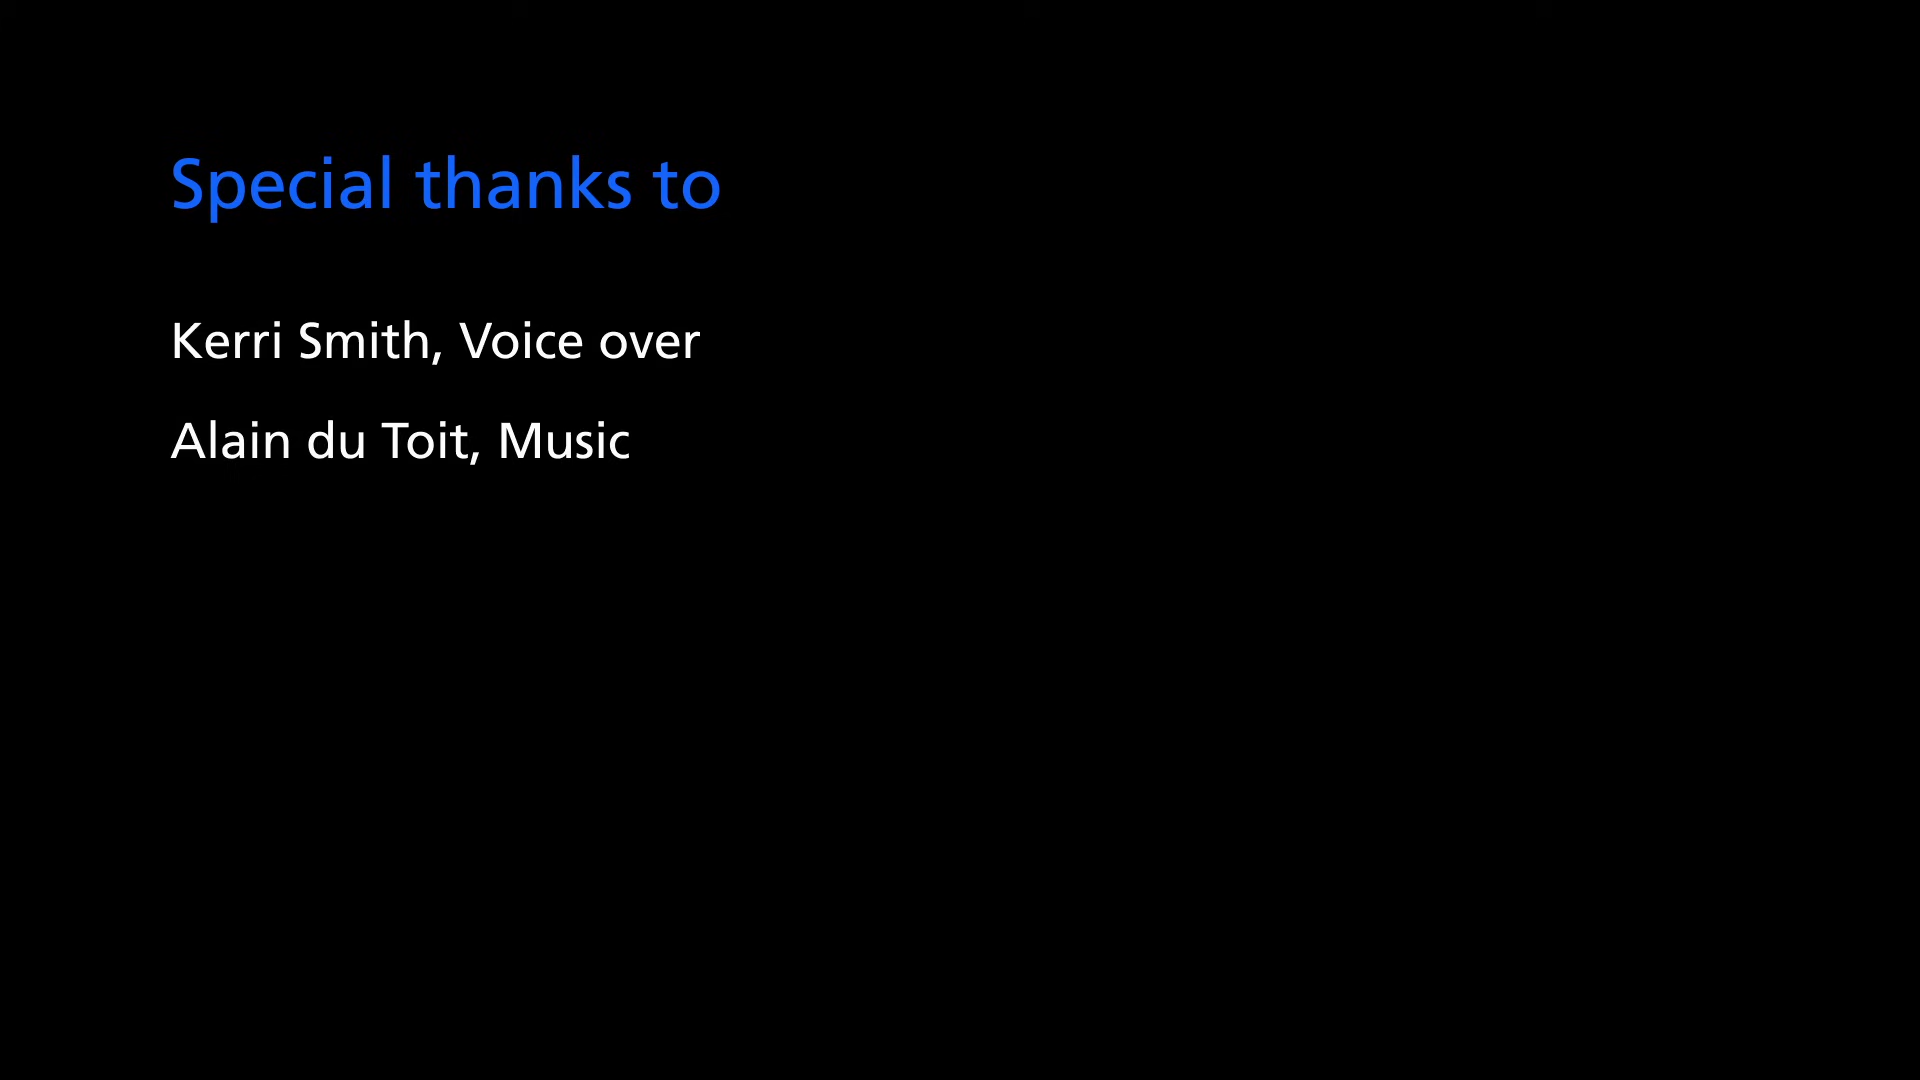 Special thanks to
Kerri Smith, Voice over
Alain du Toit, Music